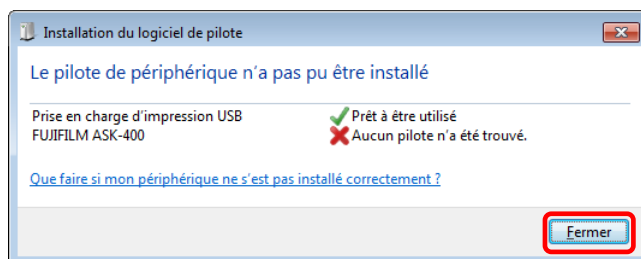 Installation du logiciel de pilote
Le pilote de périphérique n'a pas pu être installé
Prise en charge d'impression USB Prêt à être utilisé
FUJIFILM ASK-400 Aucun pilote n'a été trouvé.
Que faire si mon périphérique ne s'est pas installé correctement ?
Fermer